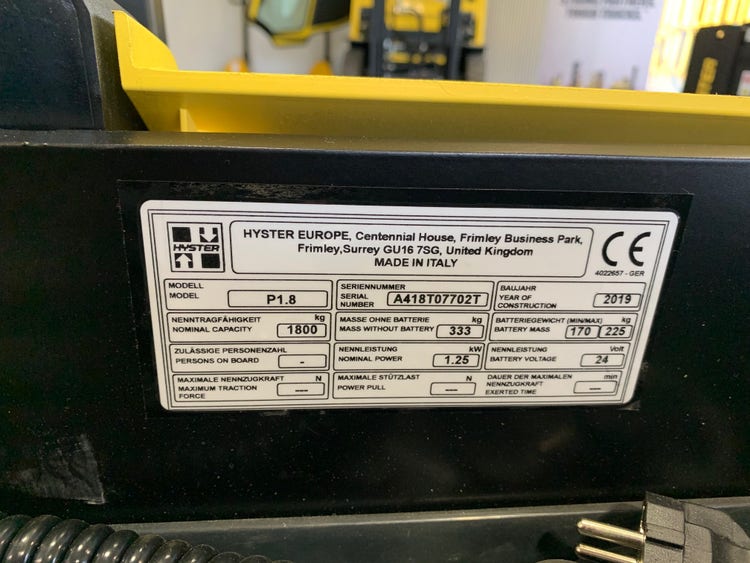 HYSTER
HYSTER EUROPE, Centennial House, Frimley Business Park,
Frimley,Surrey GU16 7SG, United Kingdom
MADE IN ITALY
CE
4022657 - GER
MODELL
MODEL P1.8
SERIENNUMMER
SERIAL NUMBER A418T07702T
BAUJAHR
YEAR OF CONSTRUCTION 2019
NENNTRAGFÄHIGKEIT kg
NOMINAL CAPACITY 1800
MASSE OHNE BATTERIE kg
MASS WITHOUT BATTERY 333
BATTERIEGEWICHT (MIN/MAX) kg
BATTERY MASS 170 225
ZULÄSSIGE PERSONENZAHL
PERSONS ON BOARD -
NENNLEISTUNG kW
NOMINAL POWER 1.25
NENNLEISTUNG Volt
BATTERY VOLTAGE 24
MAXIMALE NENNZUGKRAFT N
MAXIMUM TRACTION
FORCE ---
MAXIMALE STÜTZLAST N
POWER PULL ---
DAUER DER MAXIMALEN min
NENNZUGKRAFT
EXERTED TIME ---